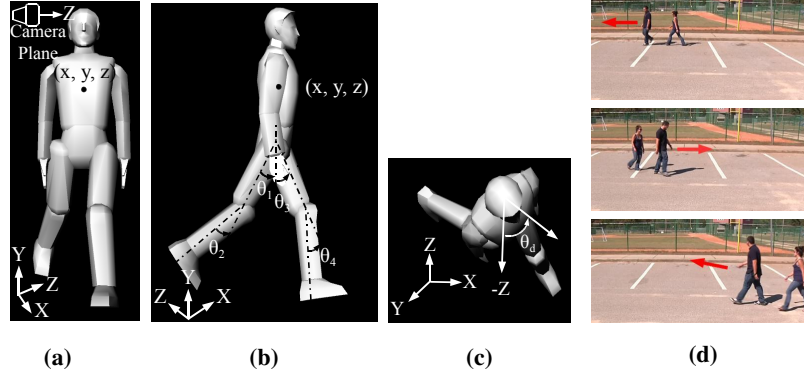 Z
Camera
Plane
(x, y, z)
Y
Z
X
(a)
(x, y, z)
θ1
θ3
θ2
θ4
Y
Z
X
(b)
θd
Z
X
Y
-Z
(c)
(d)